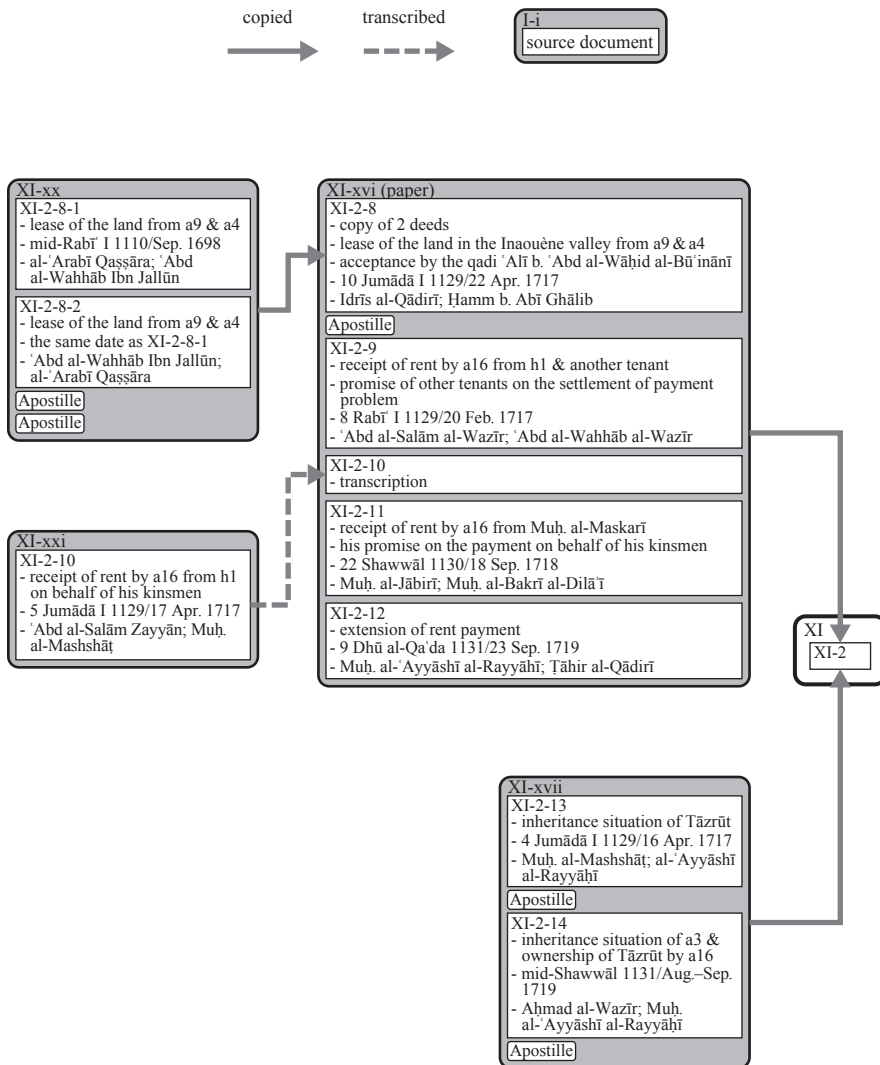 copied
transcribed
I-i
source document
XI-xx
XI-2-8-1
- lease of the land from a9 & a4
- mid-Rabīʿ I 1110/Sep. 1698
- al-ʿArabī Qaṣṣāra; ʿAbd
al-Wahhāb Ibn Jallūn
XI-2-8-2
- lease of the land from a9 & a4
- the same date as XI-2-8-1
- ʿAbd al-Wahhāb Ibn Jallūn;
al-ʿArabī Qaṣṣāra
Apostille
Apostille
XI-xxi
XI-2-10
- receipt of rent by a16 from h1
on behalf of his kinsmen
- 5 Jumādā I 1129/17 Apr. 1717
- ʿAbd al-Salām Zayyān; Muḥ.
al-Mashshāṭ
XI-xvi (paper)
XI-2-8
- copy of 2 deeds
- lease of the land in the Inaouène valley from a9 & a4
- acceptance by the qadi ʿAlī b. ʿAbd al-Wāḥid al-Būʿinānī
- 10 Jumādā I 1129/22 Apr. 1717
- Idrīs al-Qādirī; Ḥamm b. Abī Ghālib
Apostille
XI-2-9
- receipt of rent by a16 from h1 & another tenant
- promise of other tenants on the settlement of payment
problem
- 8 Rabīʿ I 1129/20 Feb. 1717
- ʿAbd al-Salām al-Wazīr; ʿAbd al-Wahhāb al-Wazīr
XI-2-10
- transcription
XI-2-11
- receipt of rent by a16 from Muḥ. al-Maskarī
- his promise on the payment on behalf of his kinsmen
- 22 Shawwāl 1130/18 Sep. 1718
- Muḥ. al-Jābirī; Muḥ. al-Bakrī al-Dilāʾī
XI-2-12
- extension of rent payment
- 9 Dhū al-Qaʿda 1131/23 Sep. 1719
- Muḥ. al-ʿAyyāshī al-Rayyāḥī; Ṭāhir al-Qādirī
XI
XI-2
XI-xvii
XI-2-13
- inheritance situation of Tāzrūt
- 4 Jumādā I 1129/16 Apr. 1717
- Muḥ. al-Mashshāṭ; al-ʿAyyāshī
al-Rayyāḥī
Apostille
XI-2-14
- inheritance situation of a3 &
ownership of Tāzrūt by a16
- mid-Shawwāl 1131/Aug.–Sep.
1719
- Aḥmad al-Wazīr; Muḥ.
al-ʿAyyāshī al-Rayyāḥī
Apostille